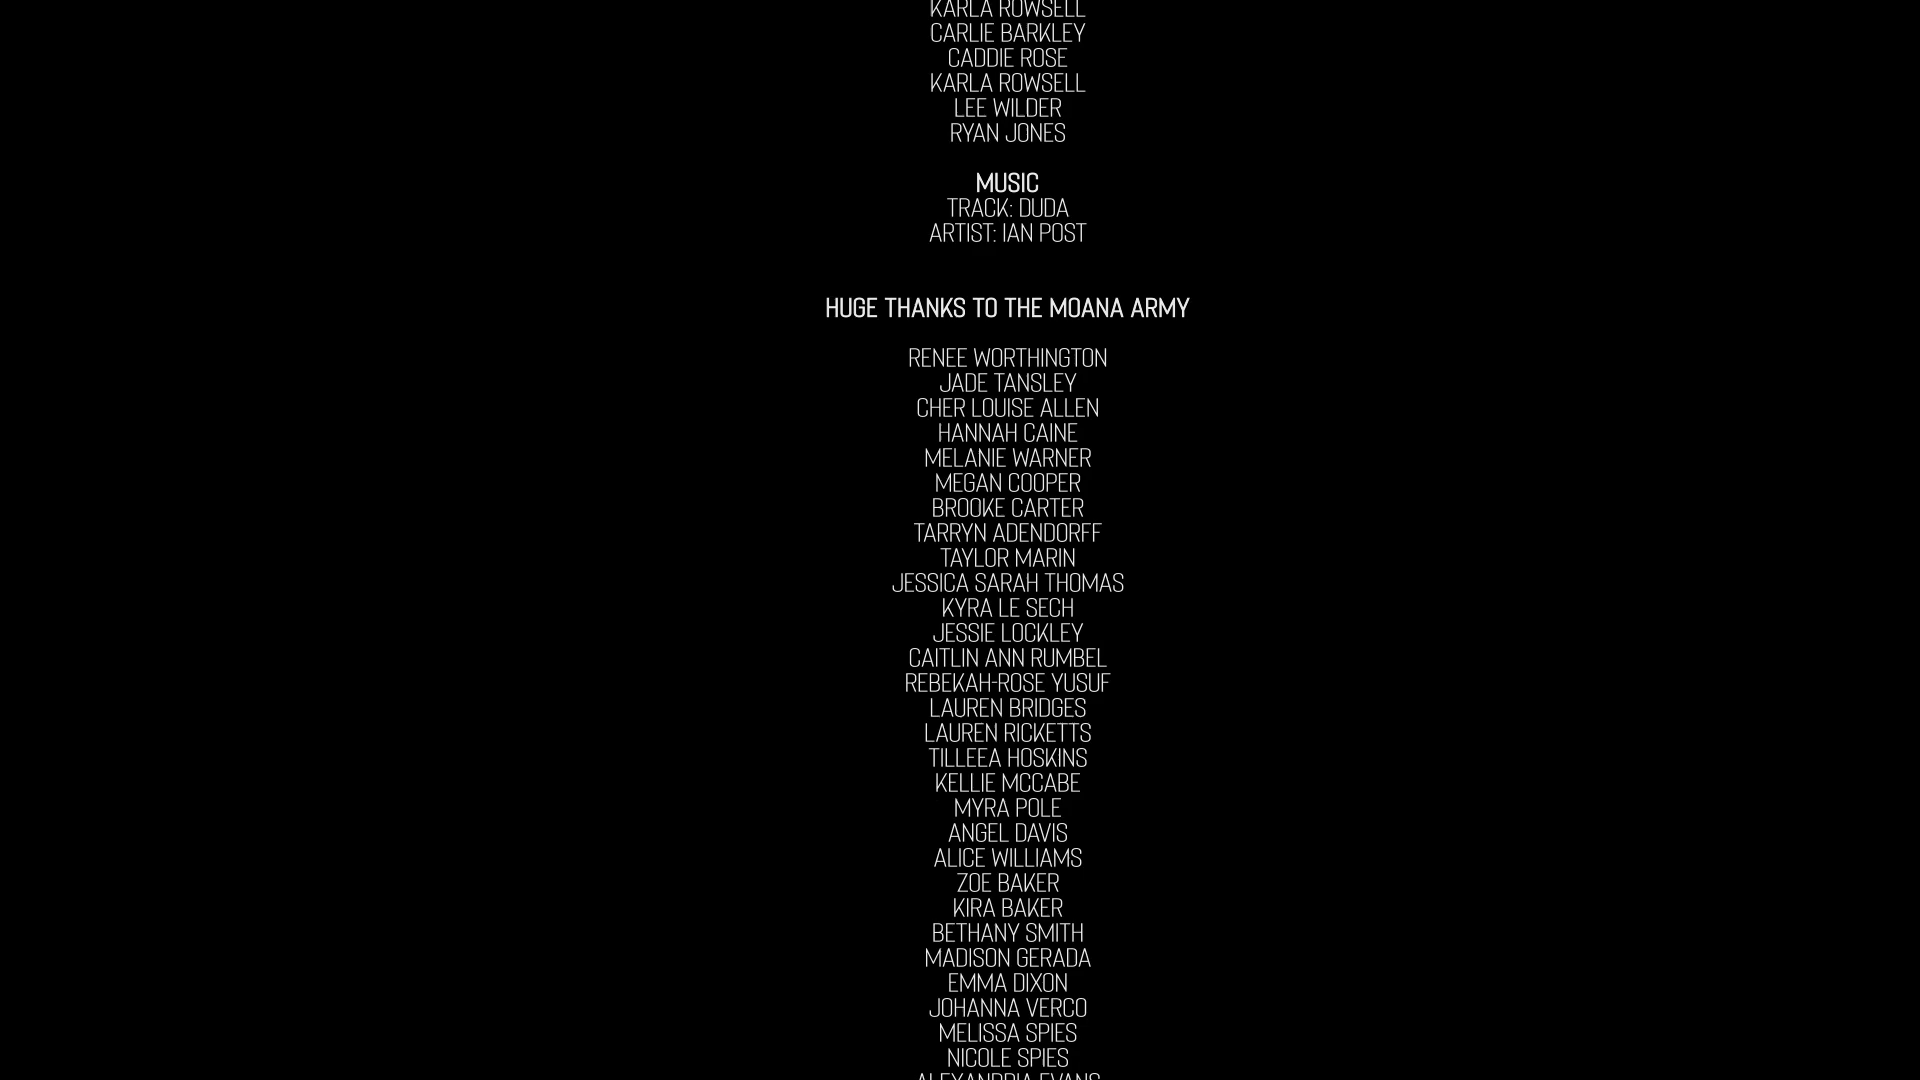 KARLA ROWSELL
CARLIE BARKLEY
CADDIE ROSE
KARLA ROWSELL
LEE WILDER
RYAN JONES
MUSIC
TRACK: DUDA
ARTIST: IAN POST
HUGE THANKS TO THE MOANA ARMY
RENEE WORTHINGTON
JADE TANSLEY
CHER LOUISE ALLEN
HANNAH CAINE
MELANIE WARNER
MEGAN COOPER
BROOKE CARTER
TARRYN ADENDORFF
TAYLOR MARIN
JESSICA SARAH THOMAS
KYRA LE SECH
JESSIE LOCKLEY
CAITLIN ANN RUMBEL
REBEKAH-ROSE YUSUF
LAUREN BRIDGES
LAUREN RICKETTS
TILLEEA HOSKINS
KELLIE MCCABE
MYRA POLE
ANGEL DAVIS
ALICE WILLIAMS
ZOE BAKER
KIRA BAKER
BETHANY SMITH
MADISON GERADA
EMMA DIXON
JOHANNA VERCO
MELISSA SPIES
NICOLE SPIES
ALEXANDRIA EVANS